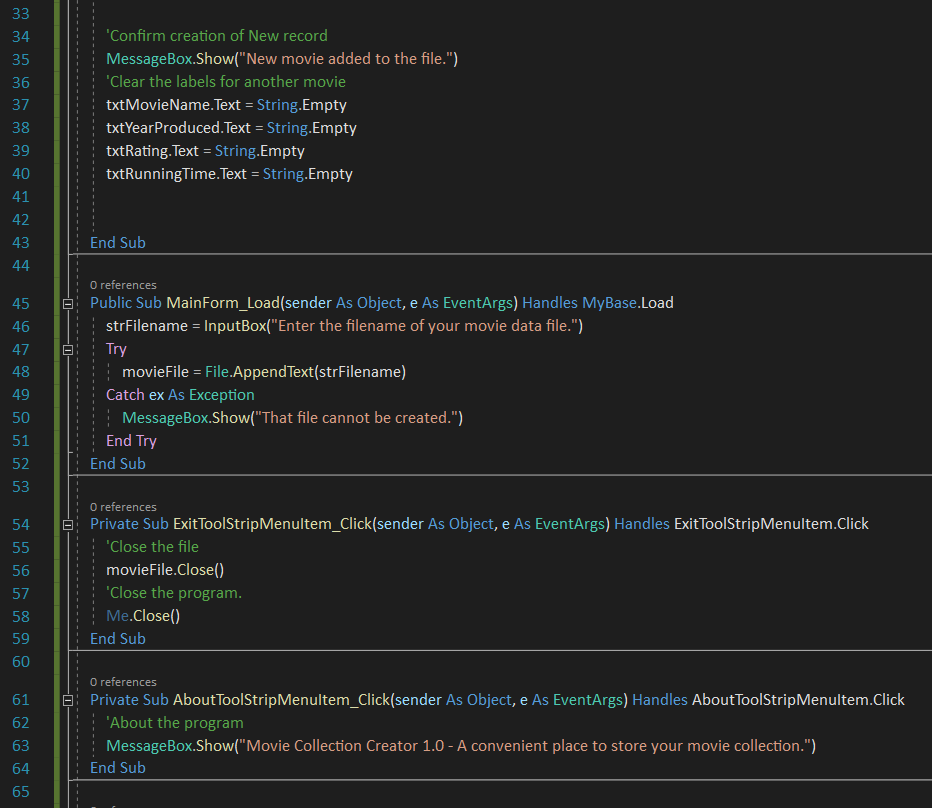 33
34 'Confirm creation of New record
35 MessageBox.Show("New movie added to the file.")
36 'Clear the labels for another movie
37 txtMovieName.Text = String.Empty
38 txtYearProduced.Text = String.Empty
39 txtRating.Text = String.Empty
40 txtRunningTime.Text = String.Empty
41
42
43 End Sub
44
0 references
45 Public Sub MainForm_Load(sender As Object, e As EventArgs) Handles MyBase.Load
46 strFilename = InputBox("Enter the filename of your movie data file.")
47 Try
48 movieFile = File.AppendText(strFilename)
49 Catch ex As Exception
50 MessageBox.Show("That file cannot be created.")
51 End Try
52 End Sub
53
0 references
54 Private Sub ExitToolStripMenuItem_Click(sender As Object, e As EventArgs) Handles ExitToolStripMenuItem.Click
55 'Close the file
56 movieFile.Close()
57 'Close the program.
58 Me.Close()
59 End Sub
60
0 references
61 Private Sub AboutToolStripMenuItem_Click(sender As Object, e As EventArgs) Handles AboutToolStripMenuItem.Click
62 'About the program
63 MessageBox.Show("Movie Collection Creator 1.0 - A convenient place to store your movie collection.")
64 End Sub
65